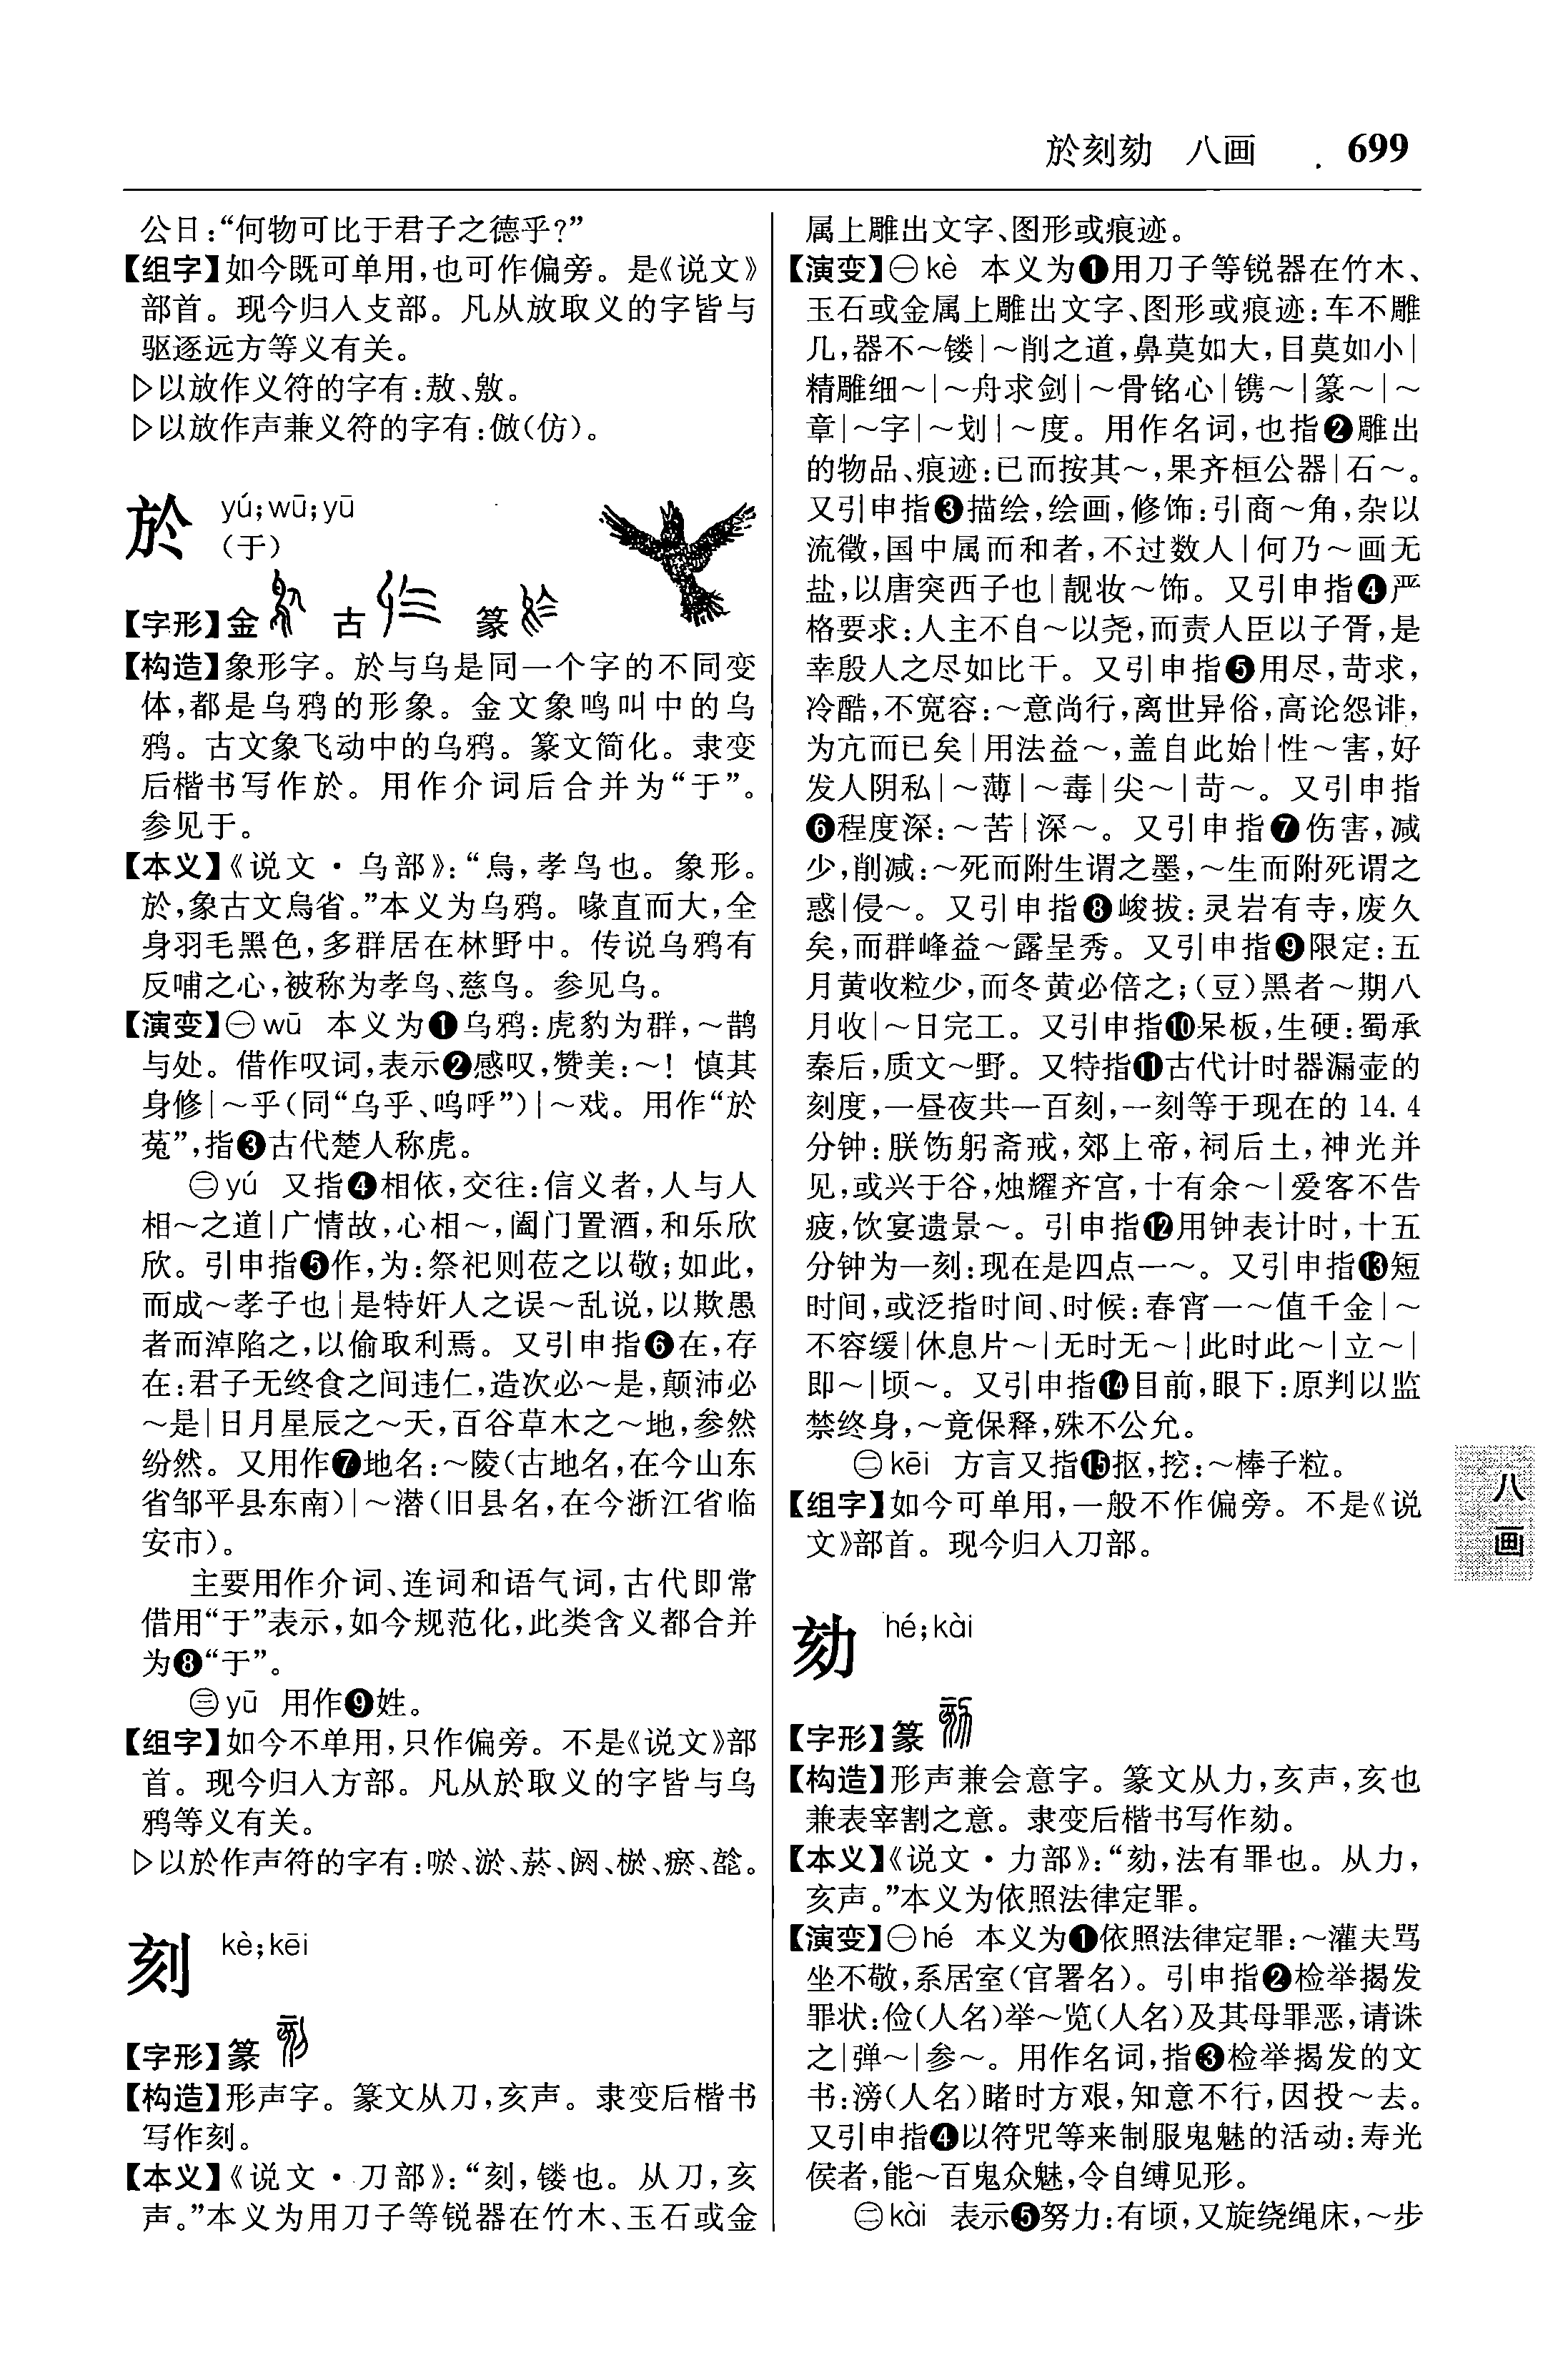 於刻劾　八画　. 699
公曰:“何物可比于君子之德乎?”
【组字】如今既可单用,也可作偏旁。是《说文》
部首。现今归入攴部。凡从放取义的字皆与
驱逐远方等义有关。
▷以放作义符的字有:敖、敫。
▷以放作声兼义符的字有:倣(仿)。
於 yú;wū;yū
(于)
【字形】金 古 篆
【构造】象形字。於与乌是同一个字的不同变
体,都是乌鸦的形象。金文象鸣叫中的乌
鸦。古文象飞动中的乌鸦。篆文简化。隶变
后楷书写作於。用作介词后合并为“于”。
参见于。
【本义】《说文·乌部》:“烏,孝鸟也。象形。
於,象古文烏省。”本义为乌鸦。喙直而大,全
身羽毛黑色,多群居在林野中。传说乌鸦有
反哺之心,被称为孝鸟、慈鸟。参见乌。
【演变】㊀wū 本义为❶乌鸦:虎豹为群,～鹊
与处。借作叹词,表示❷感叹,赞美:～! 慎其
身修|～乎(同“乌乎、呜呼”)|～戏。用作“於
菟”,指❸古代楚人称虎。
㊁yú 又指❹相依,交往:信义者,人与人
相～之道|广情故,心相～,阖门置酒,和乐欣
欣。引申指❺作,为:祭祀则莅之以敬;如此,
而成～孝子也|是特奸人之误～乱说,以欺愚
者而淖陷之,以偷取利焉。又引申指❻在,存
在:君子无终食之间违仁,造次必～是,颠沛必
～是|日月星辰之～天,百谷草木之～地,参然
纷然。又用作❼地名:～陵(古地名,在今山东
省邹平县东南)|～潜(旧县名,在今浙江省临
安市)。
主要用作介词、连词和语气词,古代即常
借用“于”表示,如今规范化,此类含义都合并
为❽“于”。
㊂yū 用作❾姓。
【组字】如今不单用,只作偏旁。不是《说文》部
首。现今归入方部。凡从於取义的字皆与乌
鸦等义有关。
▷以於作声符的字有:唹、淤、菸、阏、棜、瘀、䓃。
刻 kè;kēi
【字形】篆
【构造】形声字。篆文从刀,亥声。隶变后楷书
写作刻。
【本义】《说文·刀部》:“刻,镂也。从刀,亥
声。”本义为用刀子等锐器在竹木、玉石或金
属上雕出文字、图形或痕迹。
【演变】㊀kè 本义为❶用刀子等锐器在竹木、
玉石或金属上雕出文字、图形或痕迹:车不雕
几,器不～镂|～削之道,鼻莫如大,目莫如小|
精雕细～|～舟求剑|～骨铭心|镌～|篆～|～
章|～字|～划|～度。用作名词,也指❷雕出
的物品、痕迹:已而按其～,果齐桓公器|石～。
又引申指❸描绘,绘画,修饰:引商～角,杂以
流徵,国中属而和者,不过数人|何乃～画无
盐,以唐突西子也|靓妆～饰。又引申指❹严
格要求:人主不自～以尧,而责人臣以子胥,是
幸殷人之尽如比干。又引申指❺用尽,苛求,
冷酷,不宽容:～意尚行,离世异俗,高论怨诽,
为亢而已矣|用法益～,盖自此始|性～害,好
发人阴私|～薄|～毒|尖～|苛～。又引申指
❻程度深:～苦|深～。又引申指❼伤害,减
少,削减:～死而附生谓之墨,～生而附死谓之
惑|侵～。又引申指❽峻拔:灵岩有寺,废久
矣,而群峰益～露呈秀。又引申指❾限定:五
月黄收粒少,而冬黄必倍之;(豆)黑者～期八
月收|～日完工。又引申指❿呆板,生硬:蜀承
秦后,质文～野。又特指⓫古代计时器漏壶的
刻度,一昼夜共一百刻,一刻等于现在的 14.4
分钟:朕饬躬斋戒,郊上帝,祠后土,神光并
见,或兴于谷,烛耀齐宫,十有余～|爱客不告
疲,饮宴遗景～。引申指⓬用钟表计时,十五
分钟为一刻:现在是四点一～。又引申指⓭短
时间,或泛指时间、时候:春宵一～值千金|～
不容缓|休息片～|无时无～|此时此～|立～|
即～|顷～。又引申指⓮目前,眼下:原判以监
禁终身,～竟保释,殊不公允。
㊁kēi 方言又指⓯抠,挖:～棒子粒。
【组字】如今可单用,一般不作偏旁。不是《说
文》部首。现今归入刀部。
劾 hé;kài
【字形】篆
【构造】形声兼会意字。篆文从力,亥声,亥也
兼表宰割之意。隶变后楷书写作劾。
【本义】《说文·力部》:“劾,法有罪也。从力,
亥声。”本义为依照法律定罪。
【演变】㊀hé 本义为❶依照法律定罪:～灌夫骂
坐不敬,系居室(官署名)。引申指❷检举揭发
罪状:俭(人名)举～览(人名)及其母罪恶,请诛
之|弹～|参～。用作名词,指❸检举揭发的文
书:滂(人名)睹时方艰,知意不行,因投～去。
又引申指❹以符咒等来制服鬼魅的活动:寿光
侯者,能～百鬼众魅,令自缚见形。
㊁kài 表示❺努力:有顷,又旋绕绳床,～步
八画